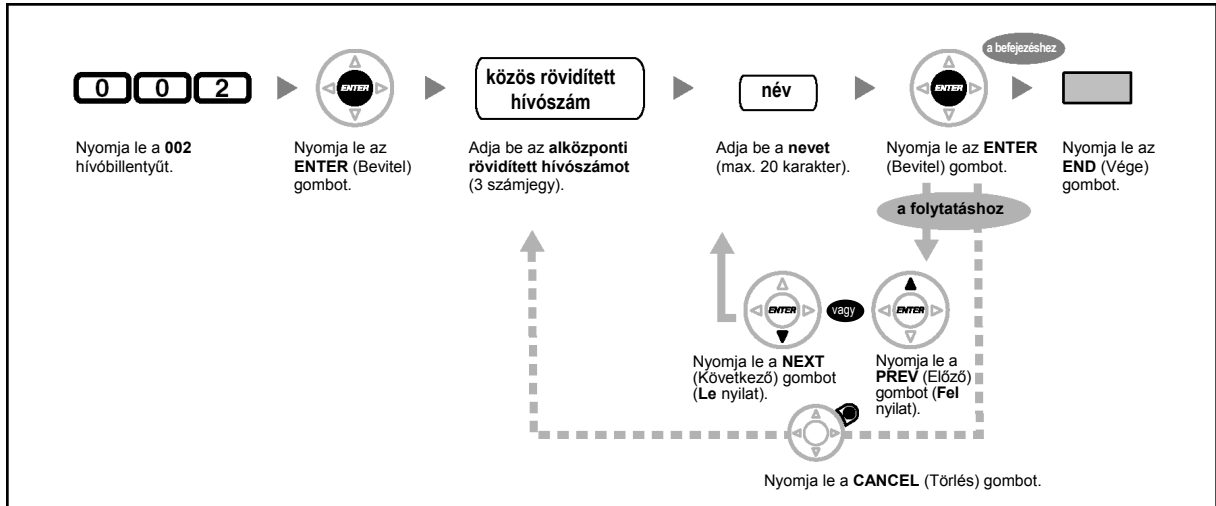 0 0 2
ENTER
közös rövidített
hívószám
név
ENTER
a befejezéshez
Nyomja le a 002
hívóbillentyűt.
Nyomja le az
ENTER (Bevitel)
gombot.
Adja be az alközponti
rövidített hívószámot
(3 számjegy).
Adja be a nevet
(max. 20 karakter).
Nyomja le az ENTER
(Bevitel) gombot.
Nyomja le az
END (Vége)
gombot.
a folytatáshoz
ENTER
vagy
ENTER
Nyomja le a NEXT
(Következő) gombot
(Le nyilat).
Nyomja le a
PREV (Előző)
gombot (Fel
nyilat).
Nyomja le a CANCEL (Törlés) gombot.